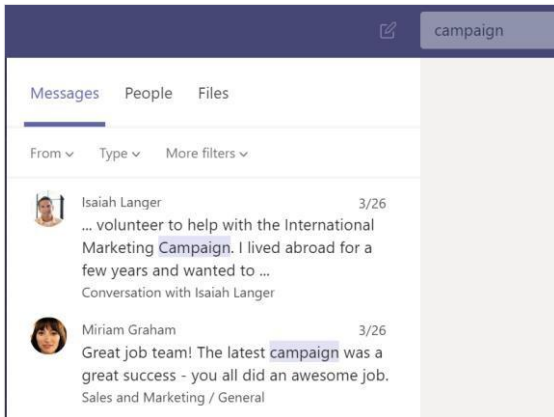 campaign
Messages People Files
From Type More filters
Isaiah Langer 3/26
... volunteer to help with the International
Marketing Campaign. I lived abroad for a
few years and wanted to ...
Conversation with Isaiah Langer
Miriam Graham 3/26
Great job team! The latest campaign was a
great success - you all did an awesome job.
Sales and Marketing / General